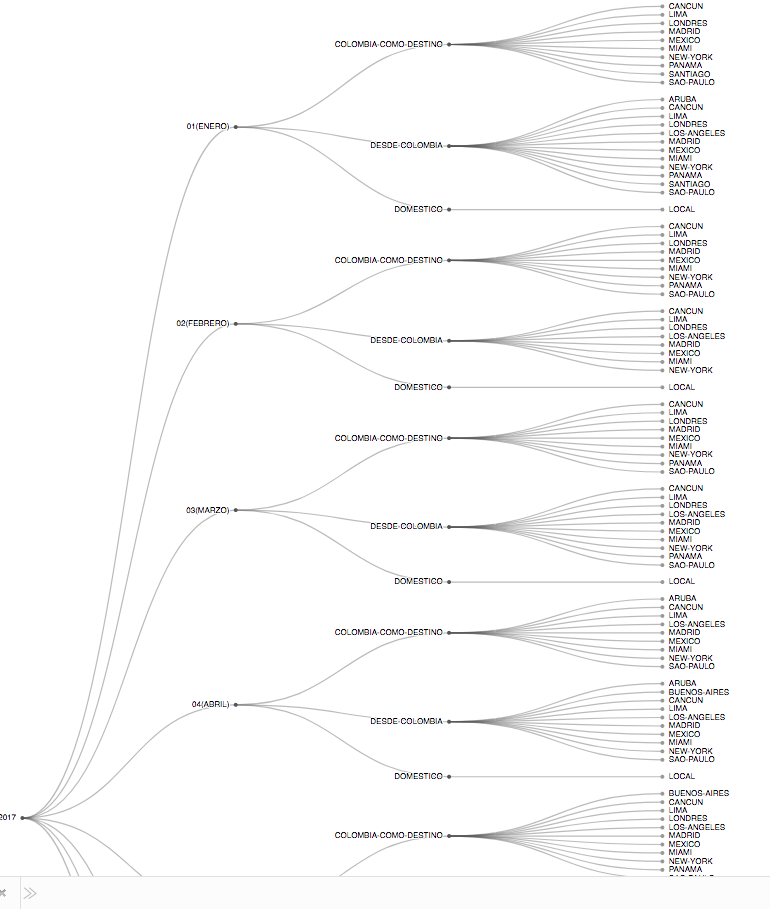 2017
01(ENERO)
COLOMBIA-COMO-DESTINO
CANCUN
LIMA
LONDRES
MADRID
MEXICO
MIAMI
NEW-YORK
PANAMA
SANTIAGO
SAO-PAULO
DESDE-COLOMBIA
ARUBA
CANCUN
LIMA
LONDRES
LOS-ANGELES
MADRID
MEXICO
MIAMI
NEW-YORK
PANAMA
SANTIAGO
SAO-PAULO
DOMESTICO
LOCAL
02(FEBRERO)
COLOMBIA-COMO-DESTINO
CANCUN
LIMA
LONDRES
MADRID
MEXICO
MIAMI
NEW-YORK
PANAMA
SAO-PAULO
DESDE-COLOMBIA
CANCUN
LIMA
LONDRES
LOS-ANGELES
MADRID
MEXICO
MIAMI
NEW-YORK
DOMESTICO
LOCAL
03(MARZO)
COLOMBIA-COMO-DESTINO
CANCUN
LIMA
LONDRES
MADRID
MEXICO
MIAMI
NEW-YORK
PANAMA
SAO-PAULO
DESDE-COLOMBIA
CANCUN
LIMA
LONDRES
LOS-ANGELES
MADRID
MEXICO
MIAMI
NEW-YORK
PANAMA
SAO-PAULO
DOMESTICO
LOCAL
04(ABRIL)
COLOMBIA-COMO-DESTINO
ARUBA
CANCUN
LIMA
LOS-ANGELES
MADRID
MEXICO
MIAMI
NEW-YORK
SAO-PAULO
DESDE-COLOMBIA
ARUBA
BUENOS-AIRES
CANCUN
LIMA
LOS-ANGELES
MADRID
MEXICO
MIAMI
NEW-YORK
SAO-PAULO
DOMESTICO
LOCAL
COLOMBIA-COMO-DESTINO
BUENOS-AIRES
CANCUN
LIMA
LONDRES
LOS-ANGELES
MADRID
MEXICO
MIAMI
NEW-YORK
PANAMA